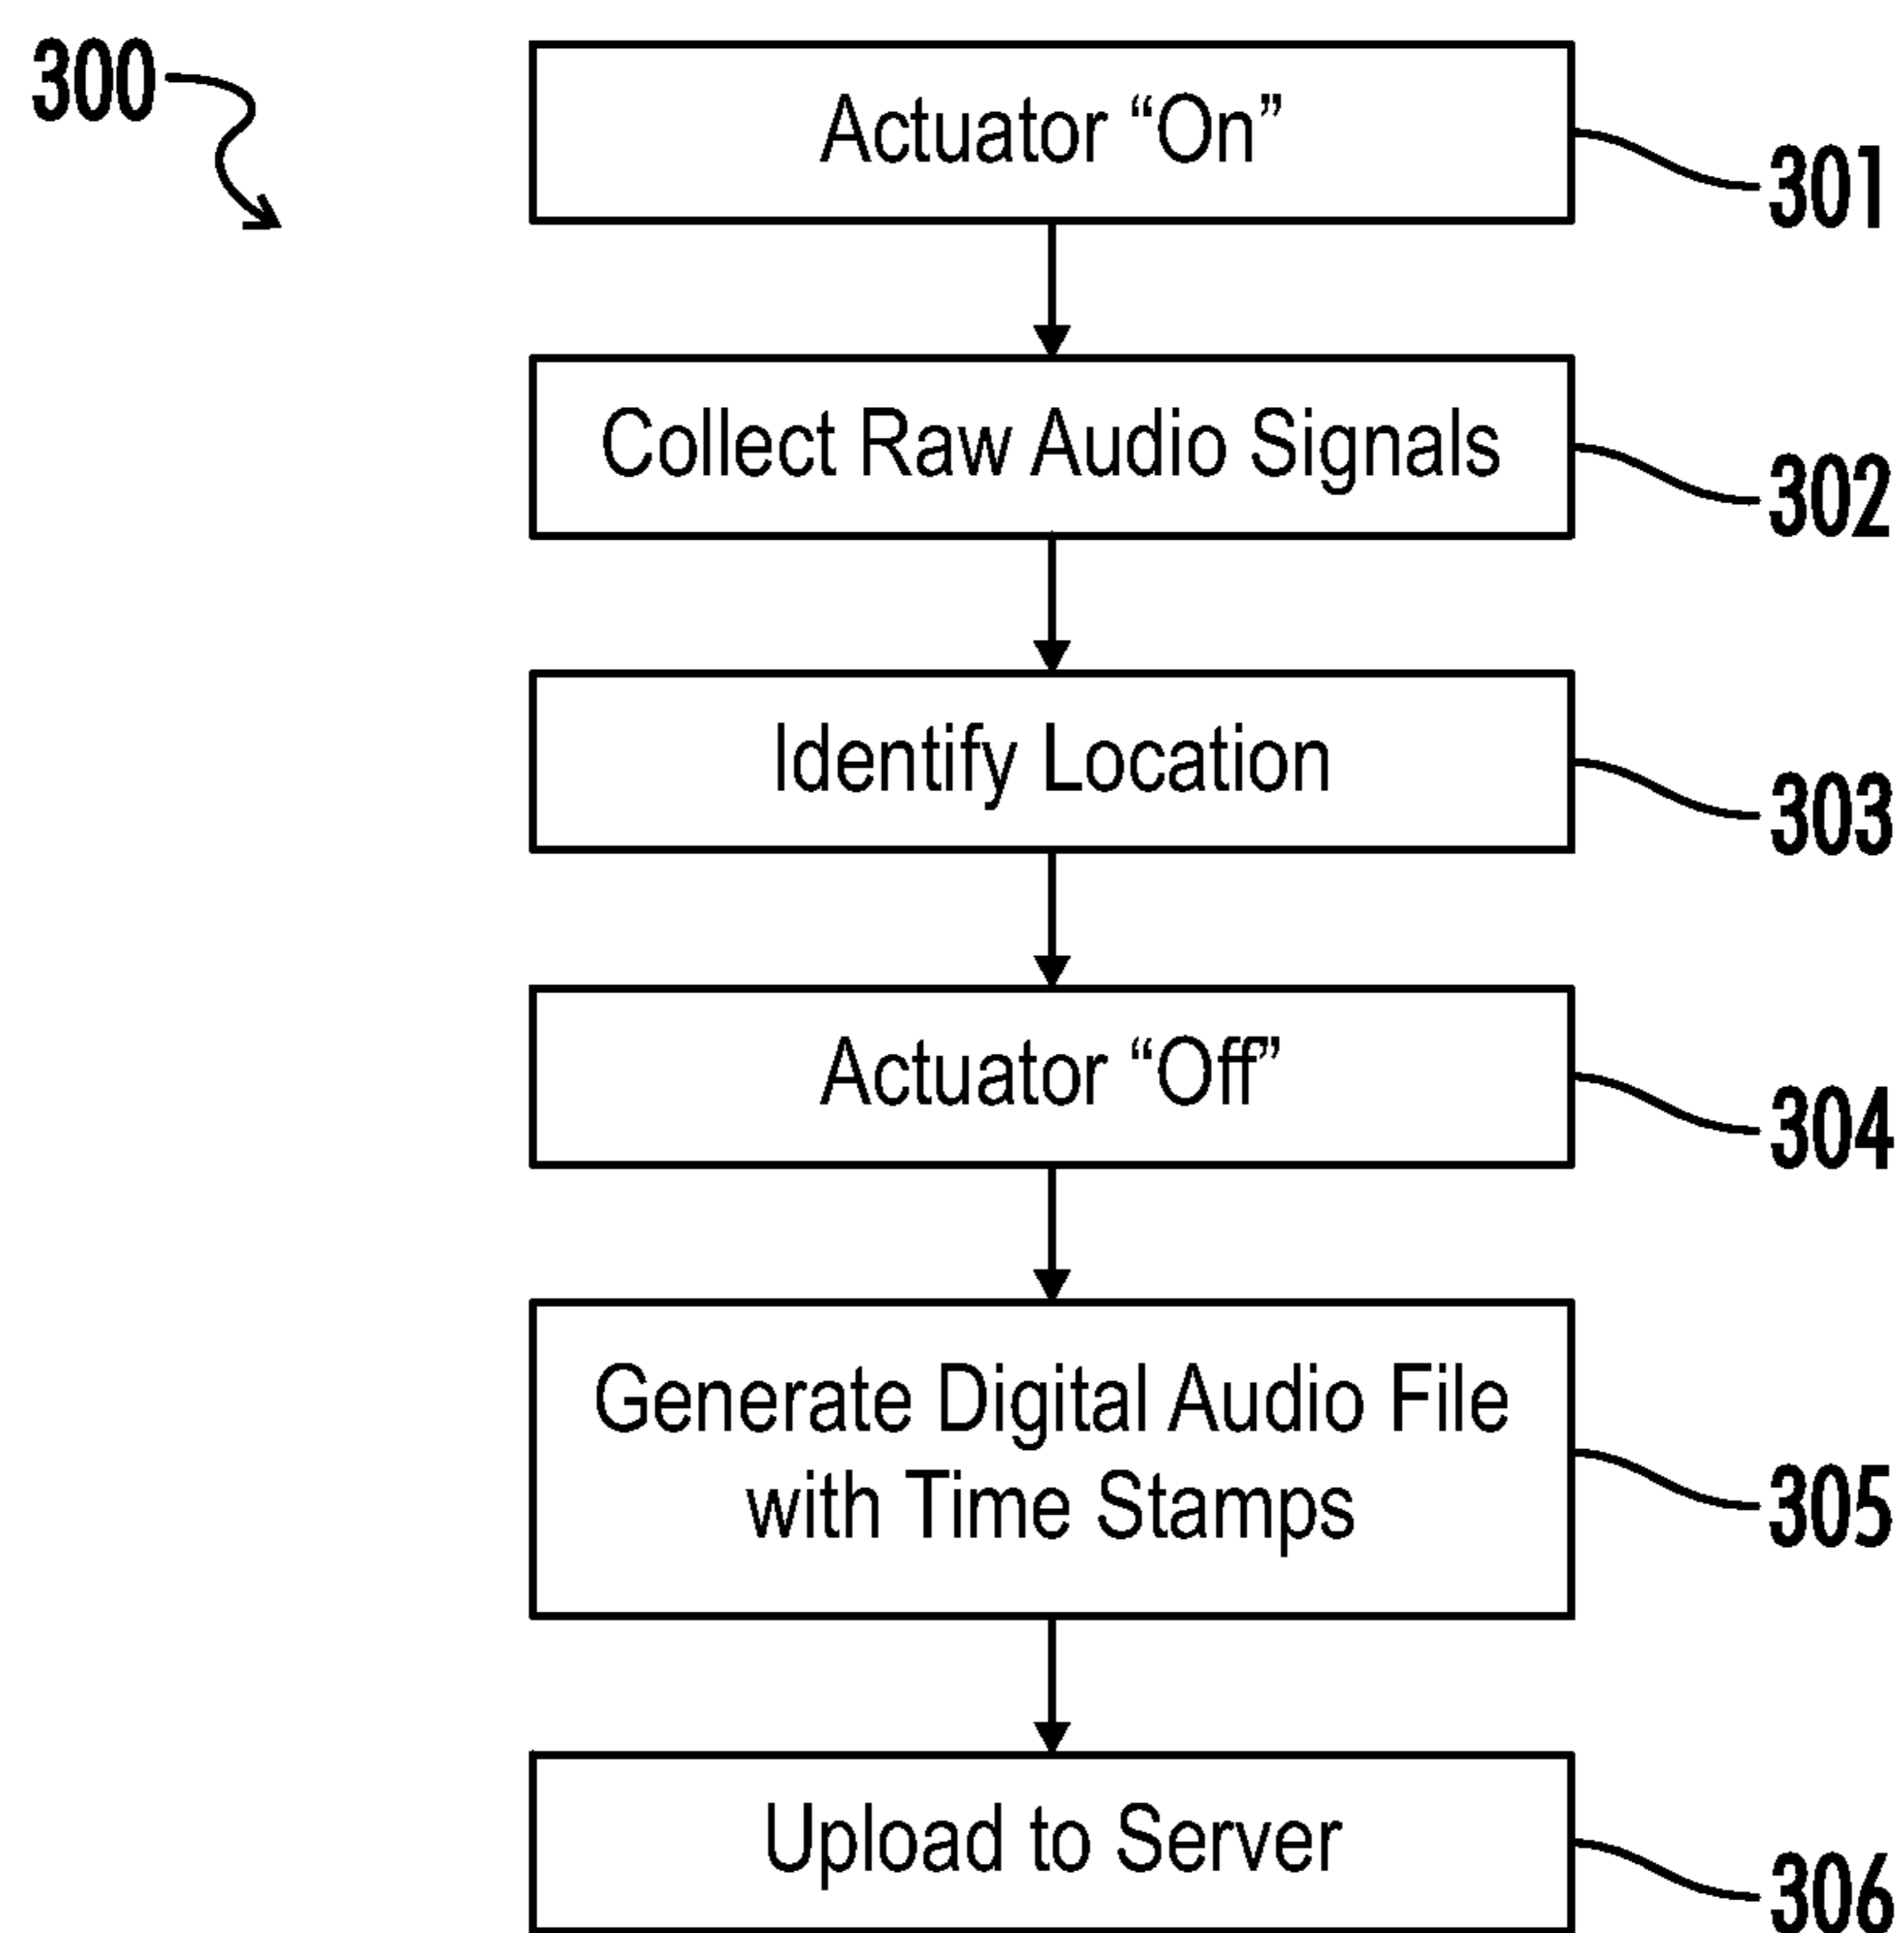 300
Actuator “On”
301
Collect Raw Audio Signals
302
Identify Location
303
Actuator “Off”
304
Generate Digital Audio File
with Time Stamps
305
Upload to Server
306